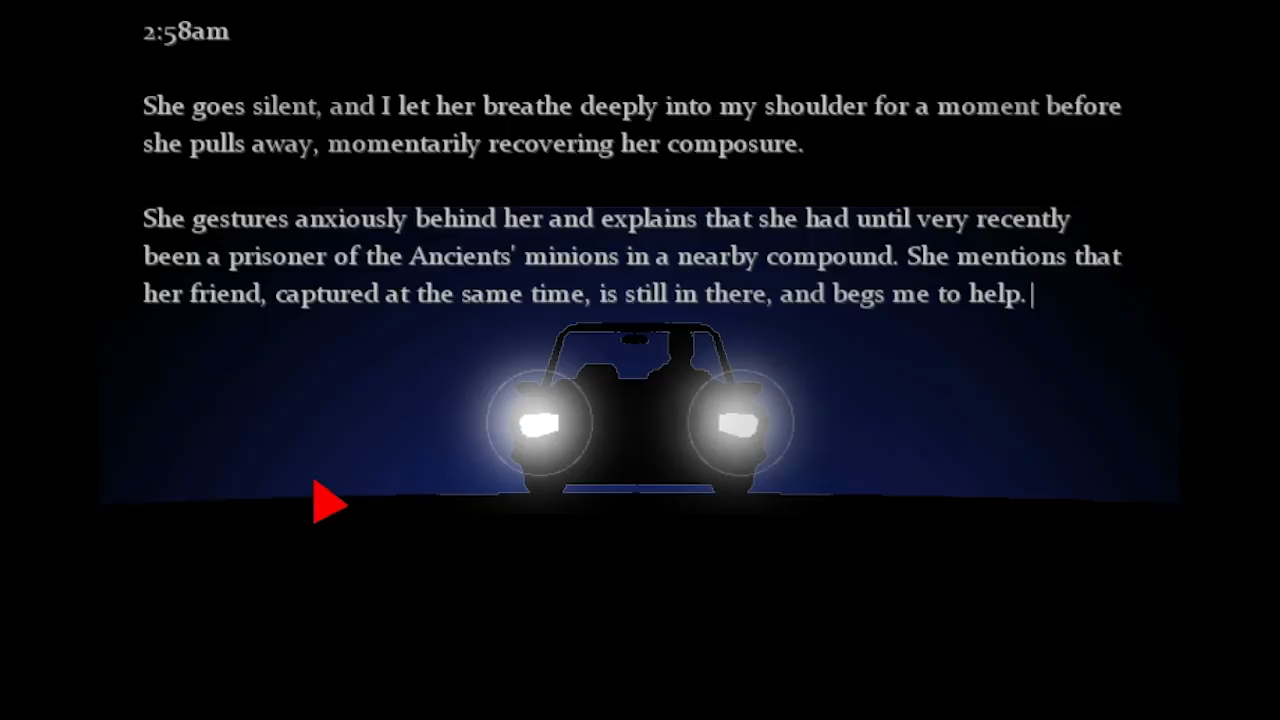 2:58am
She goes silent, and I let her breathe deeply into my shoulder for a moment before
she pulls away, momentarily recovering her composure.
She gestures anxiously behind her and explains that she had until very recently
been a prisoner of the Ancients' minions in a nearby compound. She mentions that
her friend, captured at the same time, is still in there, and begs me to help.|